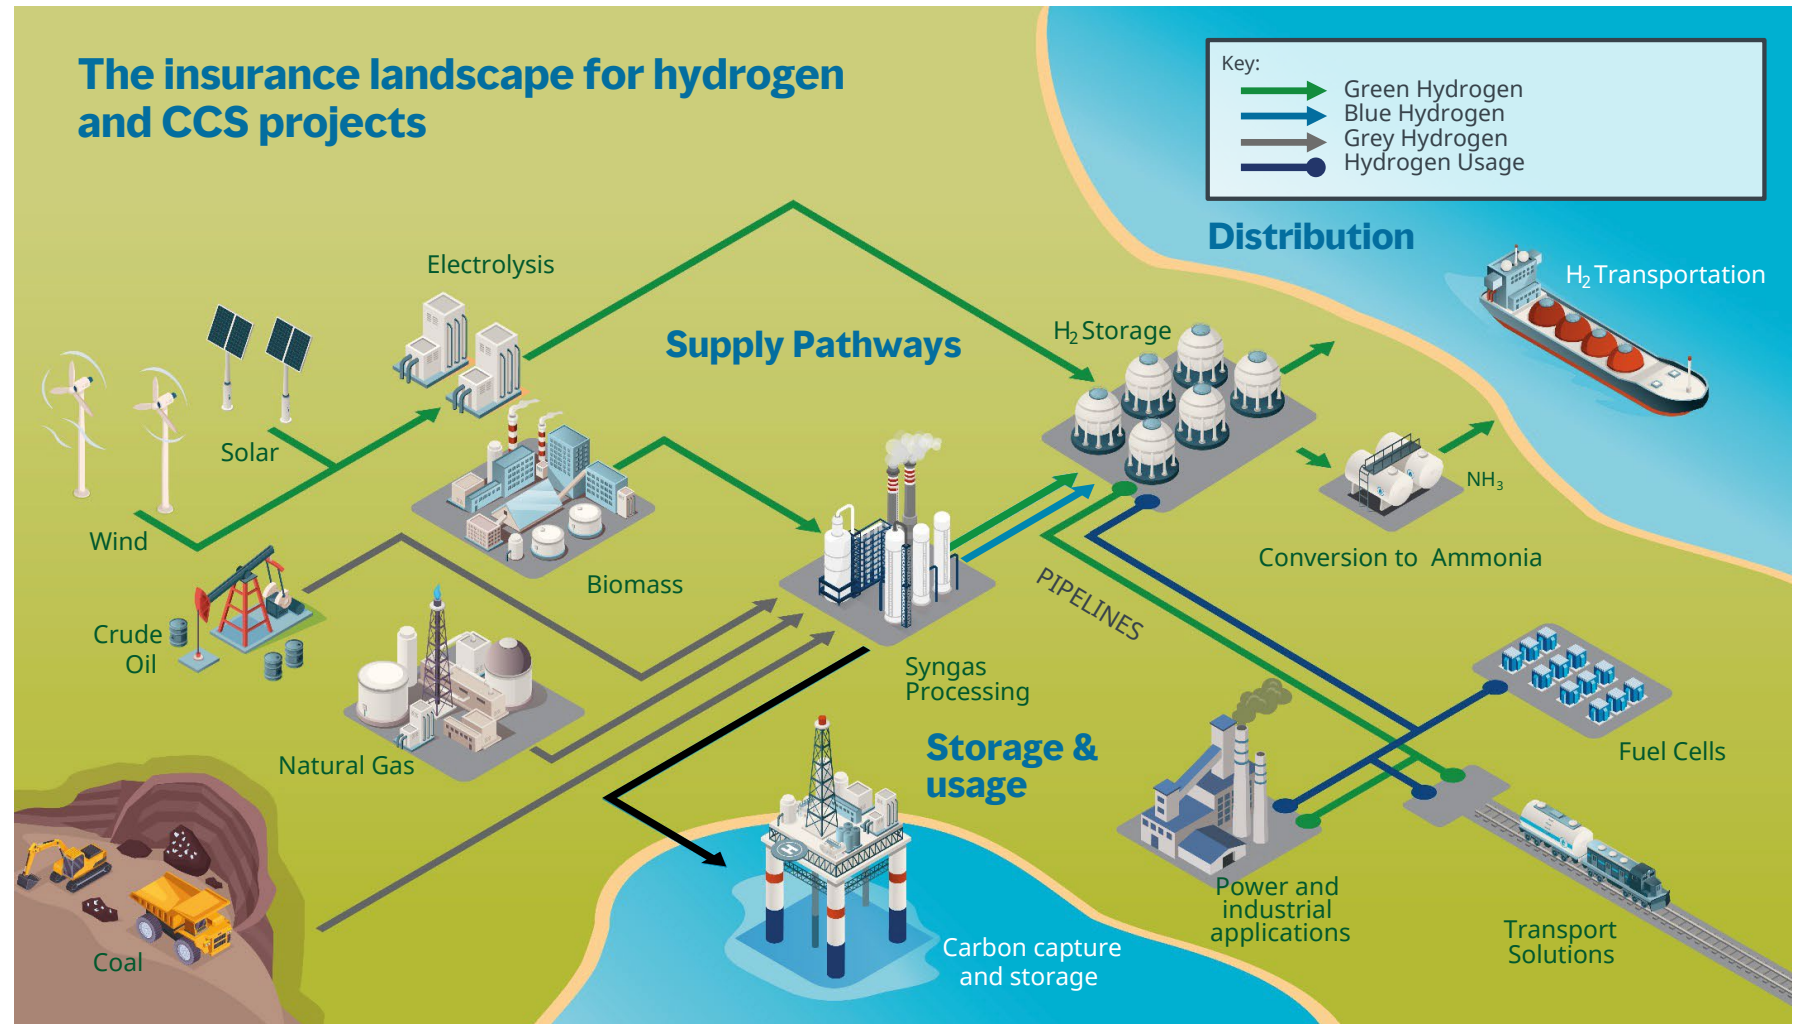 The insurance landscape for hydrogen
and CCS projects
Key:
Green Hydrogen
Blue Hydrogen
Grey Hydrogen
Hydrogen Usage
Distribution
H₂ Transportation
Electrolysis
Supply Pathways
H₂ Storage
Solar
Wind
NH₃
Conversion to Ammonia
Biomass
PIPELINES
Crude
Oil
Syngas
Processing
Natural Gas
Storage &
usage
Fuel Cells
Power and
industrial
applications
Transport
Solutions
Carbon capture
and storage
Coal
H